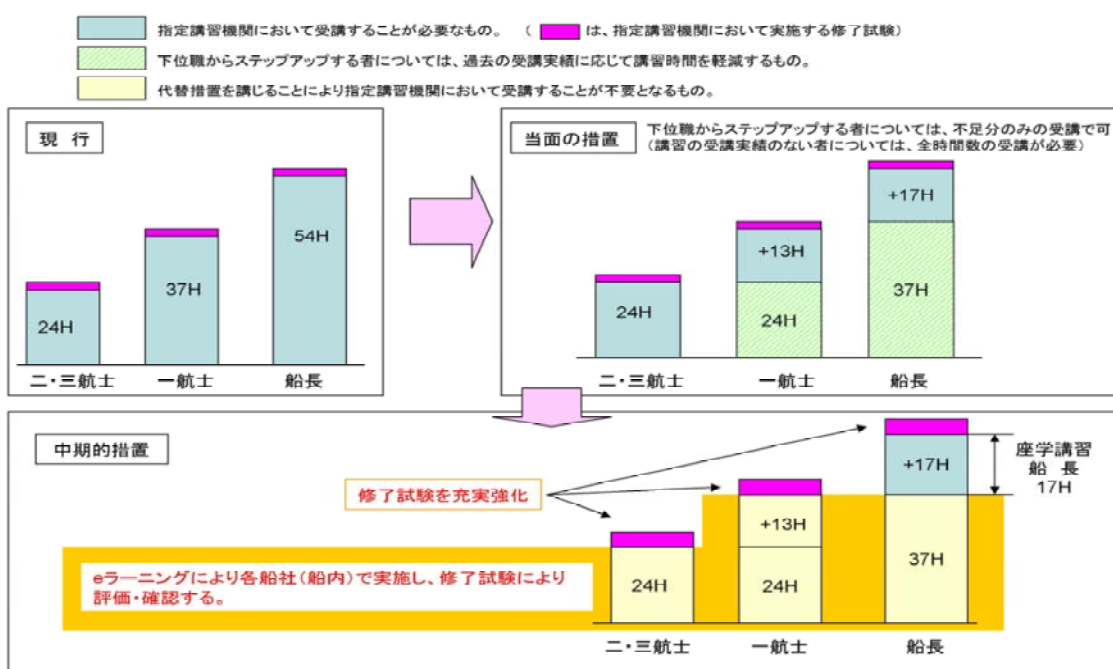 指定講習機関において受講することが必要なもの。 ( は、指定講習機関において実施する修了試験)
下位職からステップアップする者については、過去の受講実績に応じて講習時間を軽減するもの。
代替措置を講じることにより指定講習機関において受講することが不要となるもの。
現 行
54H
37H
24H
二・三航士
一航士
船長
当面の措置
下位職からステップアップする者については、不足分のみの受講で可
(講習の受講実績のない者については、全時間数の受講が必要)
+17H
+13H
24H
37H
24H
二・三航士
一航士
船長
中期的措置
修了試験を充実強化
+17H
座学講習
船 長
17H
+13H
eラーニングにより各船社(船内)で実施し、修了試験により
評価・確認する。
24H
24H
37H
二・三航士
一航士
船長